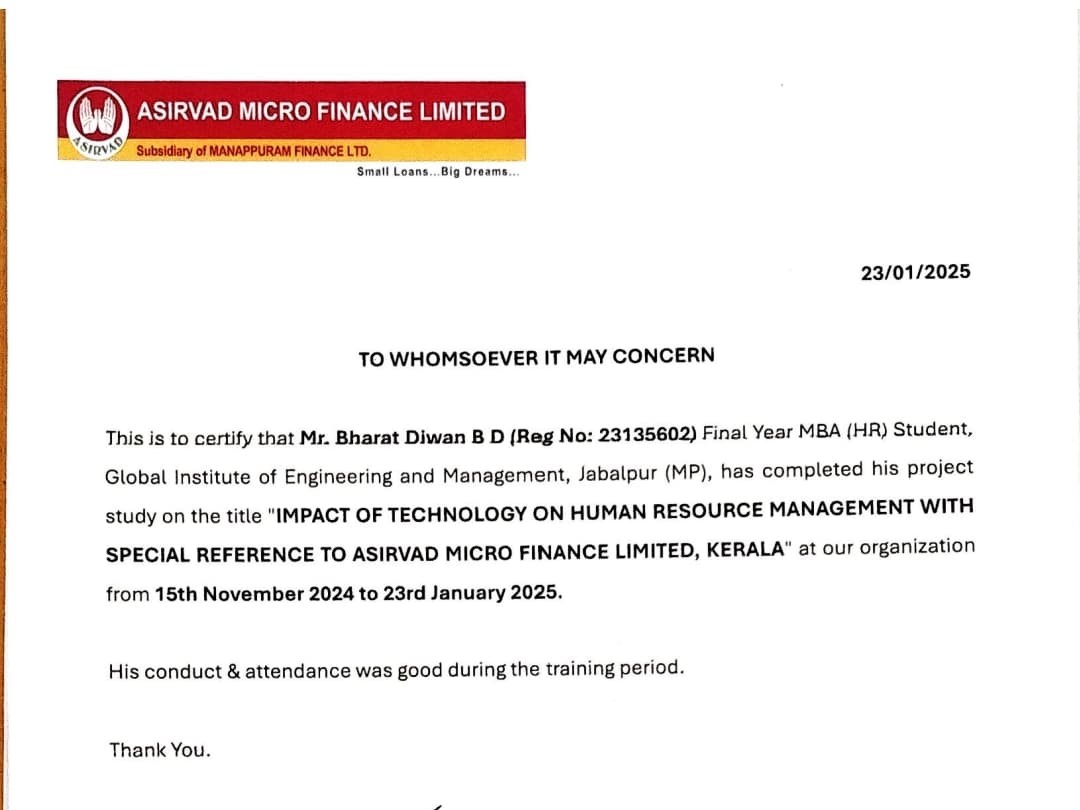 ASIRVAD MICRO FINANCE LIMITED
ASIRVAD
Subsidiary of MANAPPURAM FINANCE LTD.
Small Loans...Big Dreams...
23/01/2025
TO WHOMSOEVER IT MAY CONCERN
This is to certify that Mr. Bharat Diwan B D (Reg No: 23135602) Final Year MBA (HR) Student,
Global Institute of Engineering and Management, Jabalpur (MP), has completed his project
study on the title "IMPACT OF TECHNOLOGY ON HUMAN RESOURCE MANAGEMENT WITH
SPECIAL REFERENCE TO ASIRVAD MICRO FINANCE LIMITED, KERALA" at our organization
from 15th November 2024 to 23rd January 2025.
His conduct & attendance was good during the training period.
Thank You.